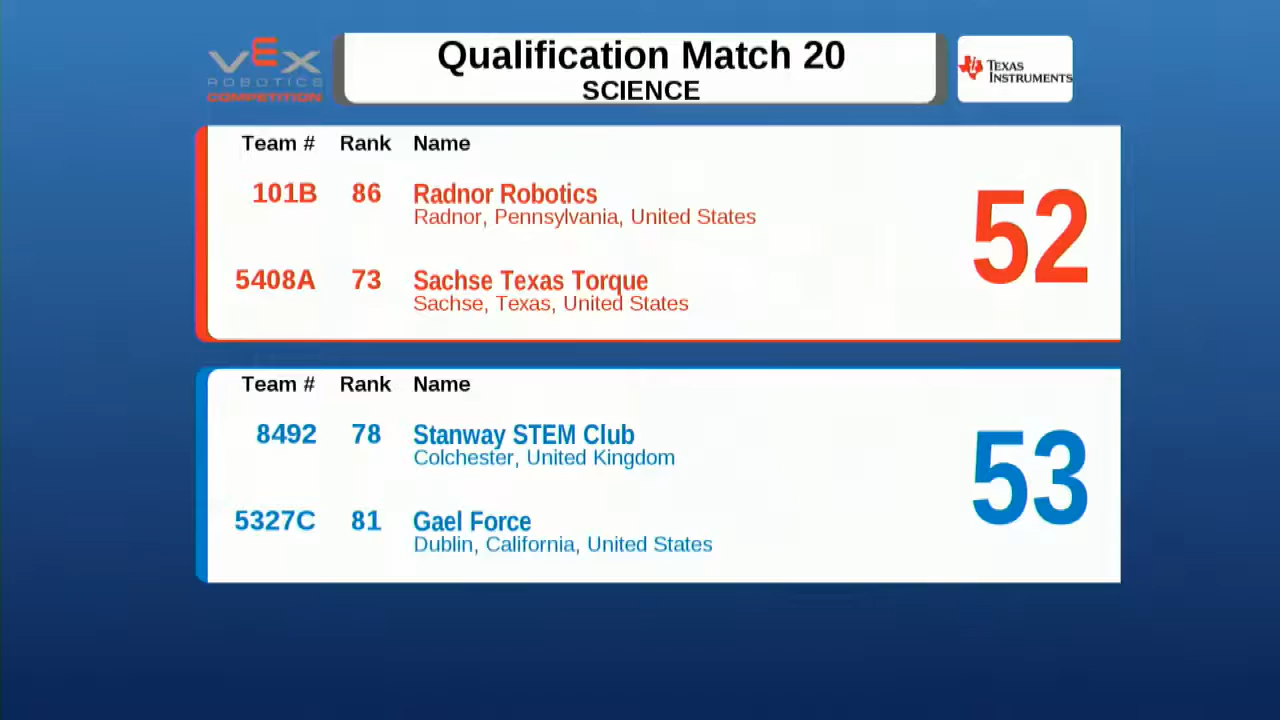 VEX
ROBOTICS
COMPETITION
Qualification Match 20
SCIENCE
TEXAS
INSTRUMENTS
Team # Rank Name
101B 86 Radnor Robotics
Radnor, Pennsylvania, United States
5408A 73 Sachse Texas Torque
Sachse, Texas, United States
52
Team # Rank Name
8492 78 Stanway STEM Club
Colchester, United Kingdom
5327C 81 Gael Force
Dublin, California, United States
53